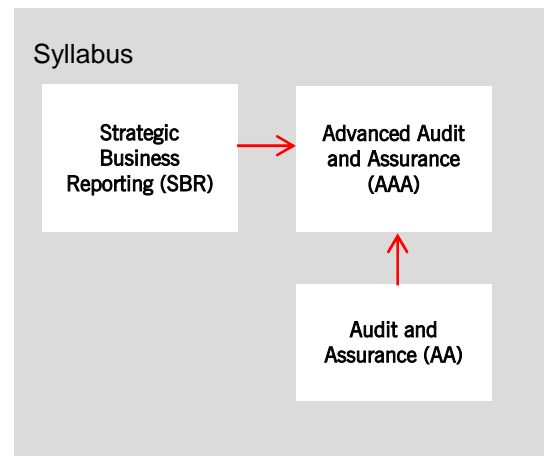 Syllabus
Strategic
Business
Reporting (SBR)
Advanced Audit
and Assurance
(AAA)
Audit and
Assurance (AA)